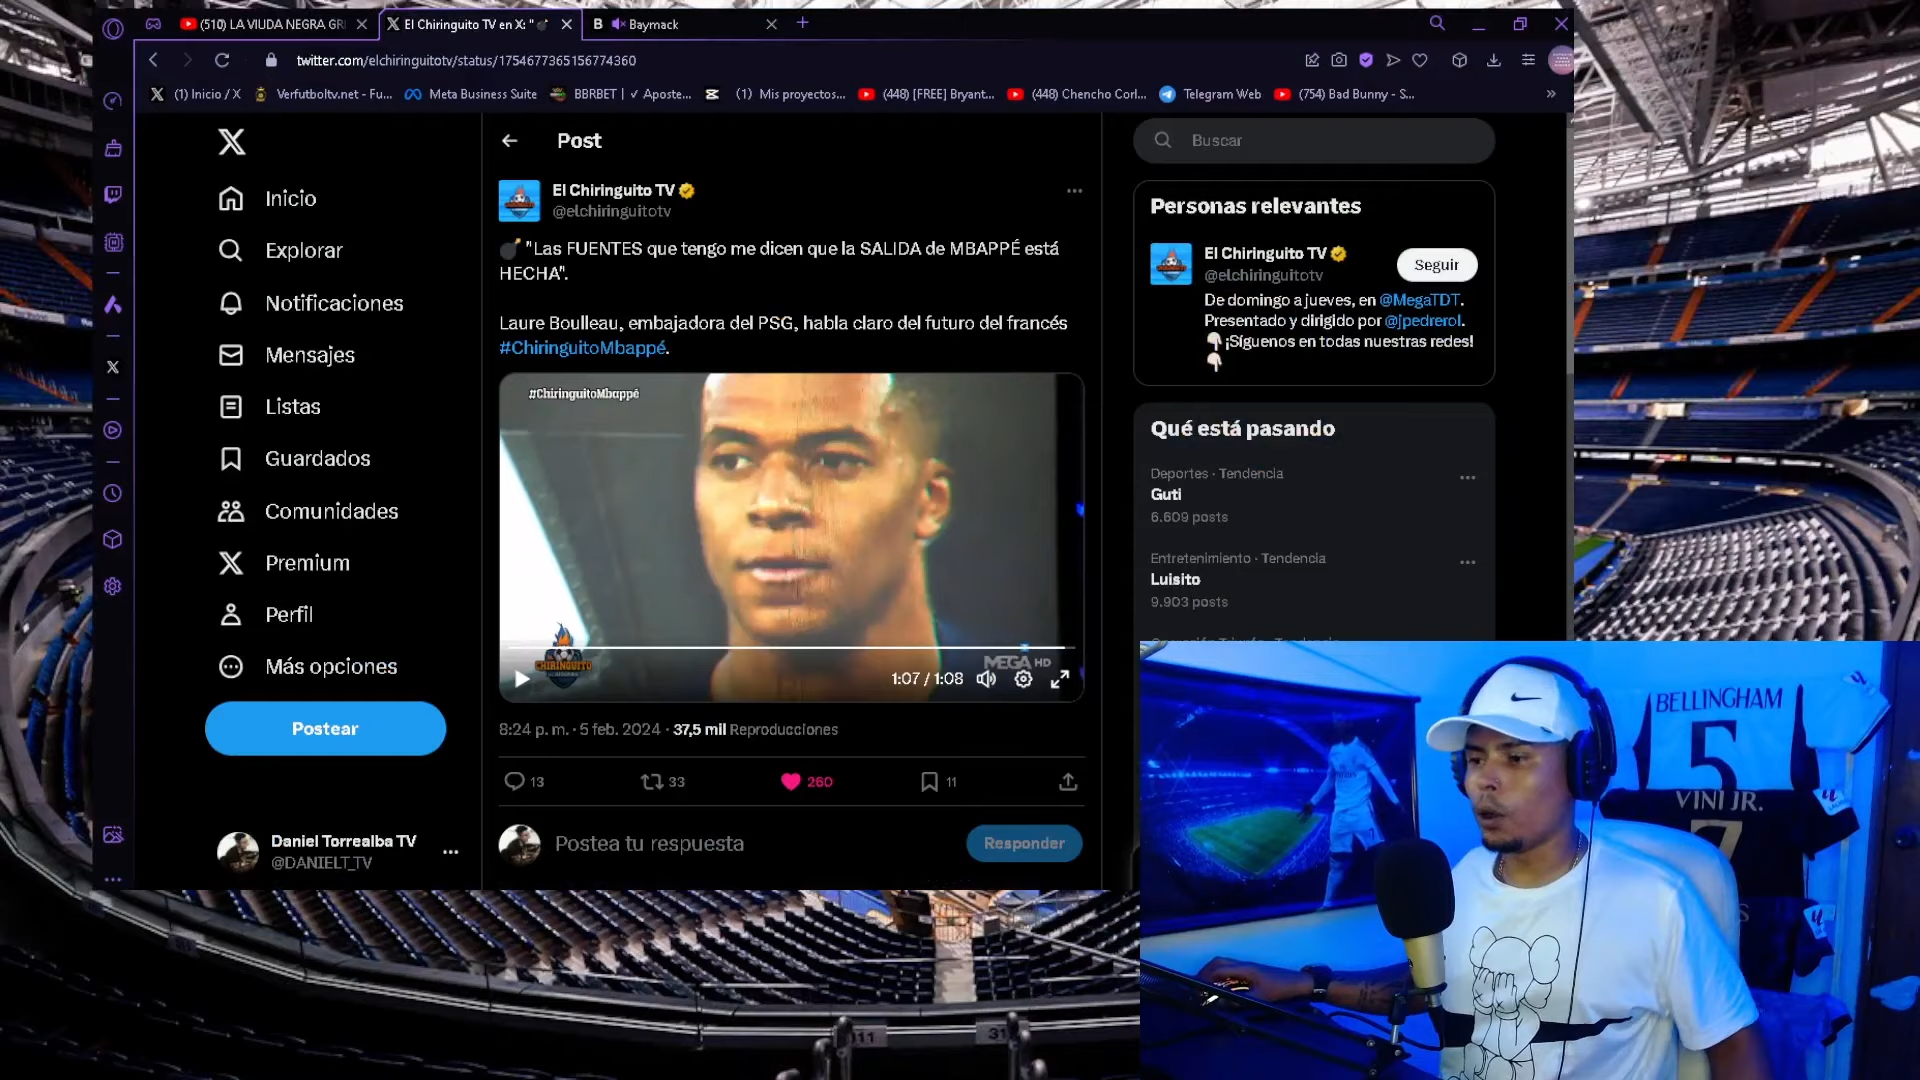 (510) LA VIUDA NEGRA GR
El Chiringuito TV en X: "
Baymack
twitter.com/elchiringuitotv/status/1754677365156774360
(1) Inicio / X
Verfutboltv.net - Fu...
Meta Business Suite
BBRBET | ✓ Aposte...
(1) Mis proyectos...
(448) [FREE] Bryant...
(448) Chencho Corl...
Telegram Web
(754) Bad Bunny - S...
Inicio
Explorar
Notificaciones
Mensajes
Listas
Guardados
Comunidades
Premium
Perfil
Más opciones
Postear
Daniel Torrealba TV
@DANIELT_TV
Post
El Chiringuito TV
@elchiringuitotv
💣 "Las FUENTES que tengo me dicen que la SALIDA de MBAPPÉ está
HECHA".
Laure Boulleau, embajadora del PSG, habla claro del futuro del francés
#ChiringuitoMbappé.
#ChiringuitoMbappé
CHIRINGUITO
MEGA HD
1:07 / 1:08
8:24 p. m. · 5 feb. 2024 · 37,5 mil Reproducciones
13
33
260
11
Postea tu respuesta
Responder
Buscar
Personas relevantes
El Chiringuito TV
@elchiringuitotv
Seguir
De domingo a jueves, en @MegaTDT.
Presentado y dirigido por @jpedrerol.
👇🏻¡Síguenos en todas nuestras redes!
👇🏻
Qué está pasando
Deportes · Tendencia
Guti
6.609 posts
Entretenimiento · Tendencia
Luisito
9.903 posts
BELLINGHAM
5
VINI JR.
7
311